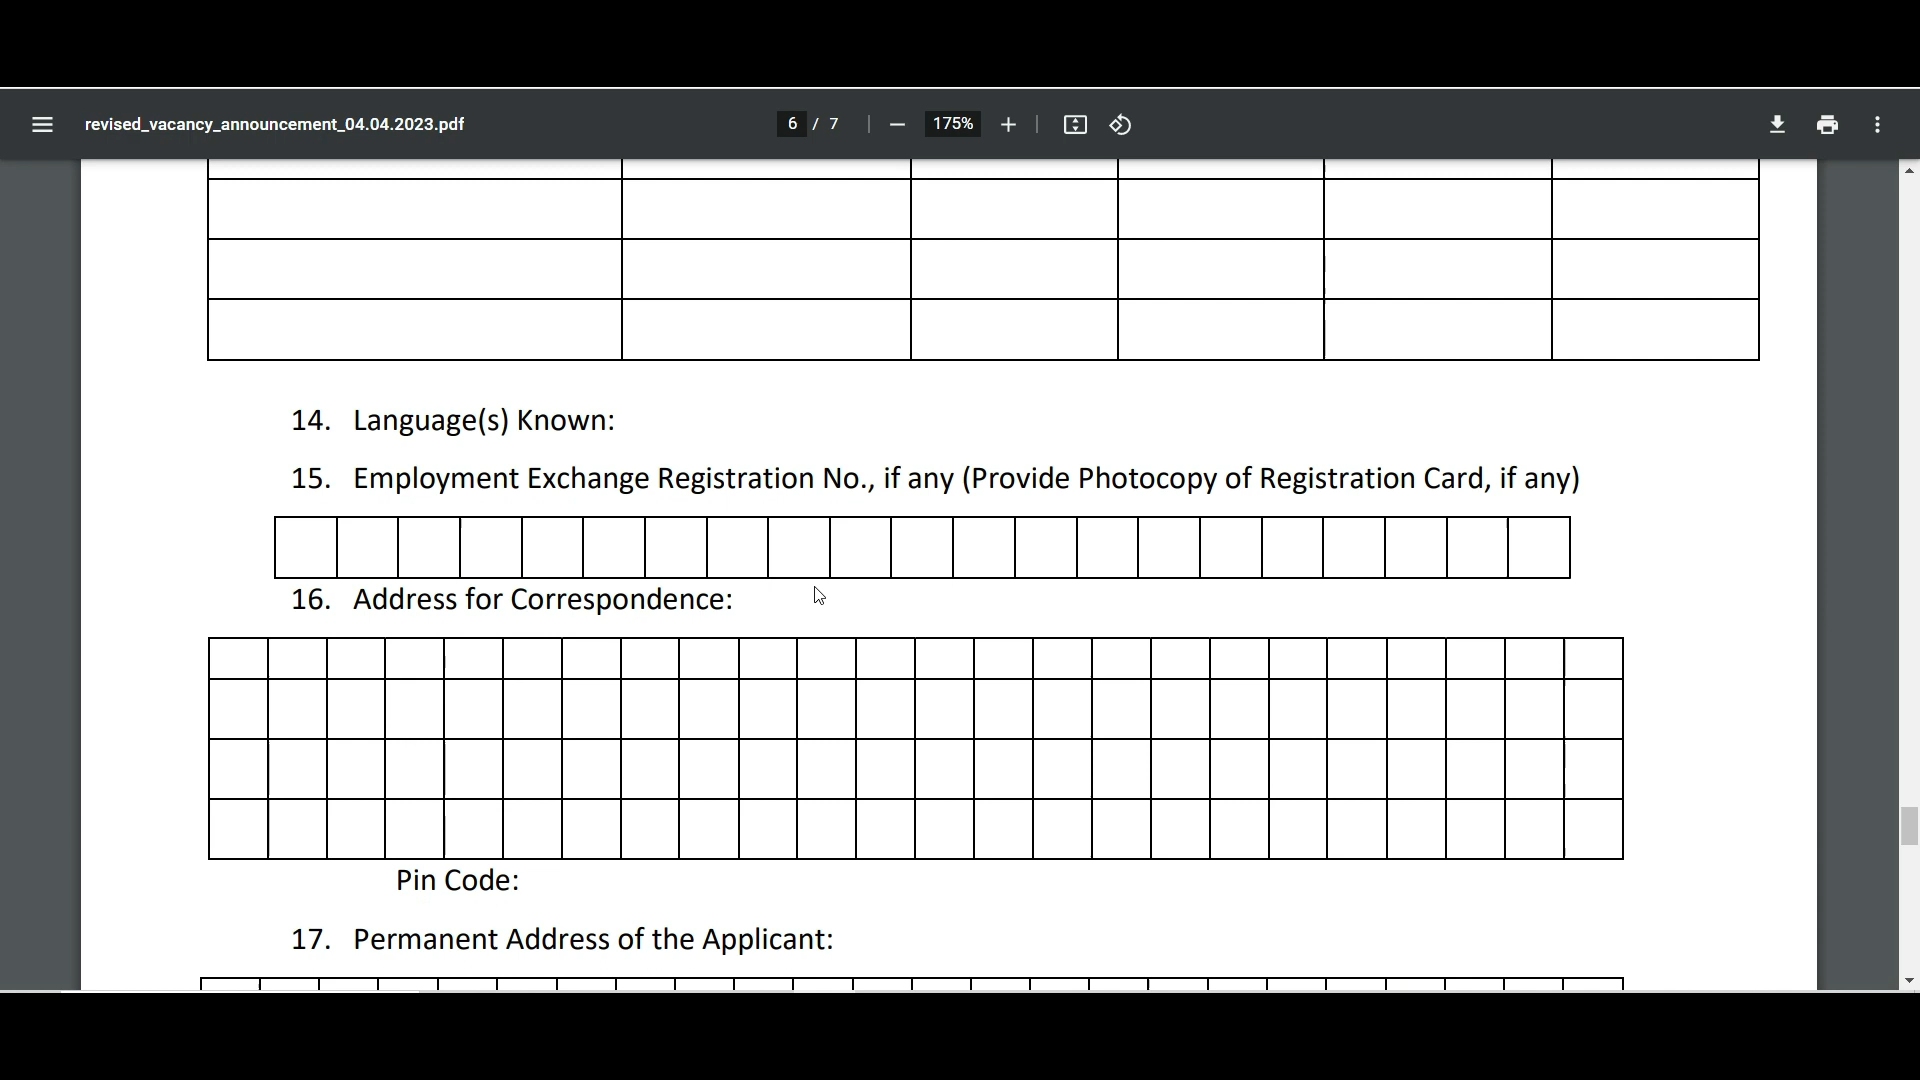 revised_vacancy_announcement_04.04.2023.pdf
6 / 7
175%
14. Language(s) Known:
15. Employment Exchange Registration No., if any (Provide Photocopy of Registration Card, if any)
16. Address for Correspondence:
Pin Code:
17. Permanent Address of the Applicant: